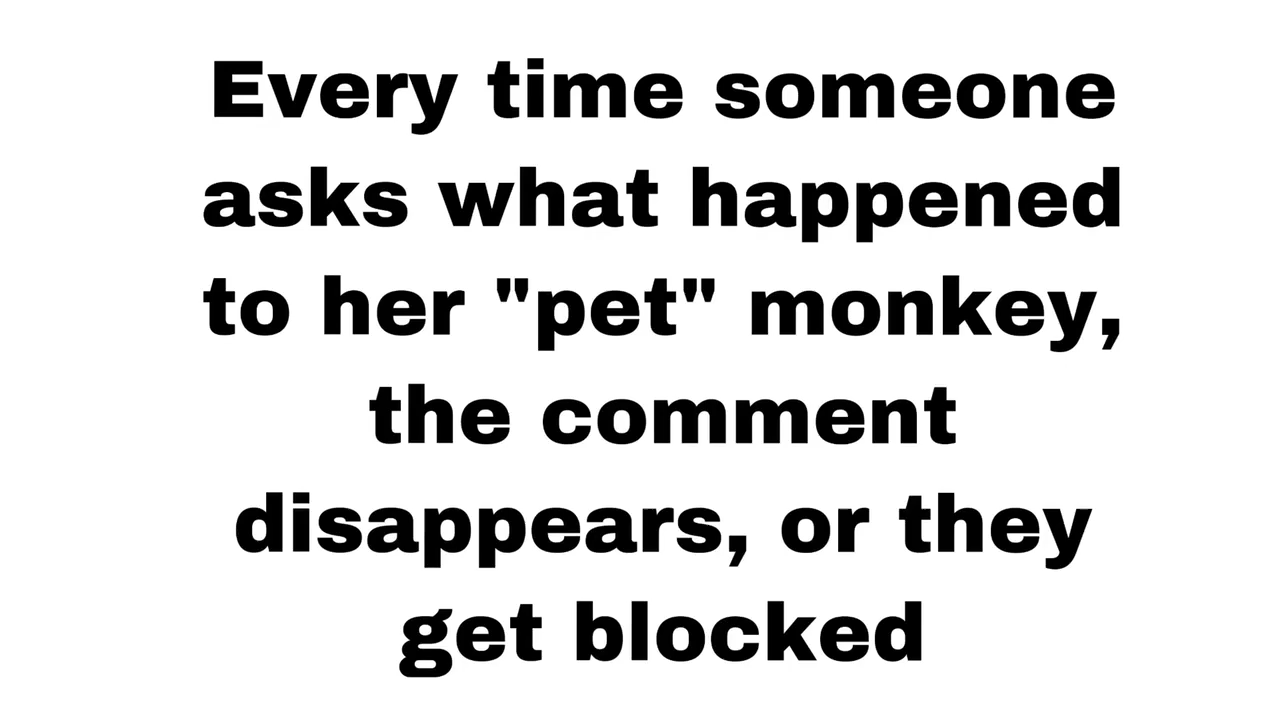 Every time someone
asks what happened
to her "pet" monkey,
the comment
disappears, or they
get blocked